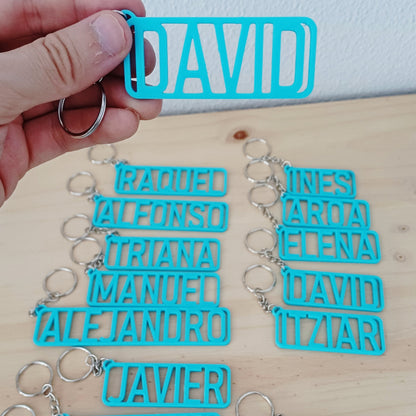 DAVID
RAQUEL
ALFONSO
TRIANA
MANUEL
ALEJANDRO
JAVIER
INES
AROA
ELENA
DAVID
ITZIAR